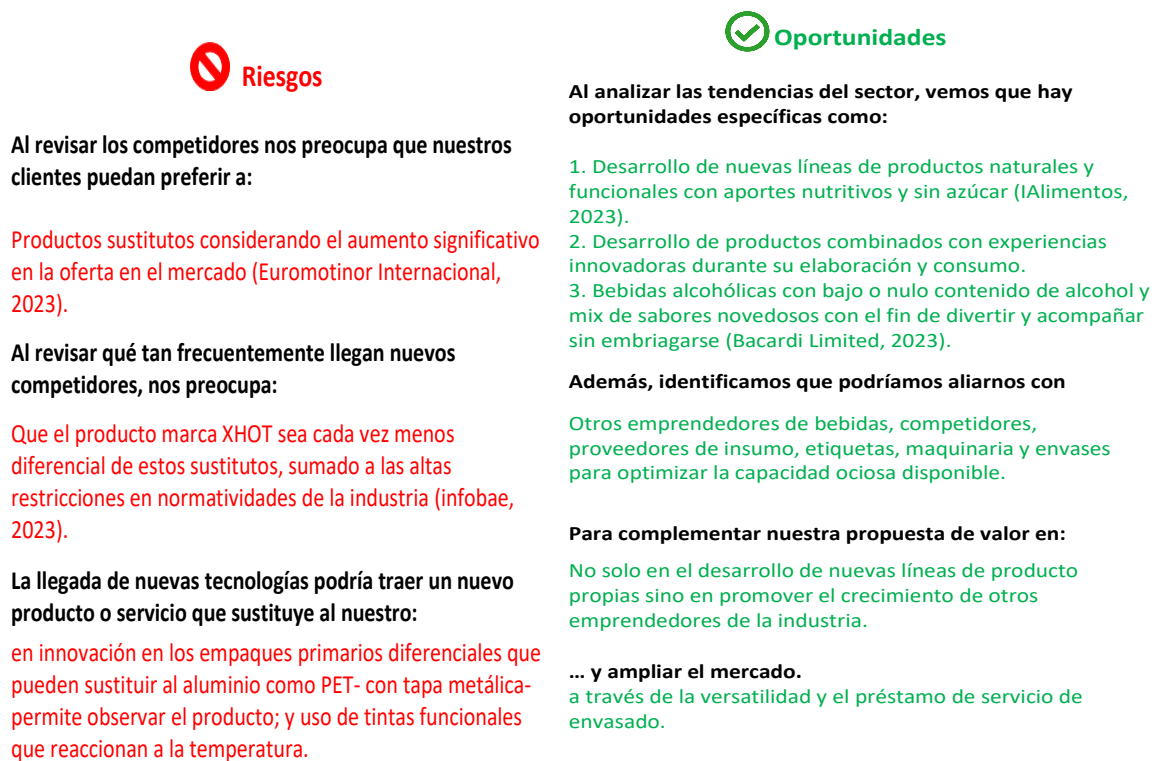 Riesgos
Al revisar los competidores nos preocupa que nuestros
clientes puedan preferir a:
Productos sustitutos considerando el aumento significativo
en la oferta en el mercado (Euromotinor Internacional,
2023).
Al revisar qué tan frecuentemente llegan nuevos
competidores, nos preocupa:
Que el producto marca XHOT sea cada vez menos
diferencial de estos sustitutos, sumado a las altas
restricciones en normatividades de la industria (infobae,
2023).
La llegada de nuevas tecnologías podría traer un nuevo
producto o servicio que sustituye al nuestro:
en innovación en los empaques primarios diferenciales que
pueden sustituir al aluminio como PET- con tapa metálica-
permite observar el producto; y uso de tintas funcionales
que reaccionan a la temperatura.
Oportunidades
Al analizar las tendencias del sector, vemos que hay
oportunidades específicas como:
1. Desarrollo de nuevas líneas de productos naturales y
funcionales con aportes nutritivos y sin azúcar (IAlimentos,
2023).
2. Desarrollo de productos combinados con experiencias
innovadoras durante su elaboración y consumo.
3. Bebidas alcohólicas con bajo o nulo contenido de alcohol y
mix de sabores novedosos con el fin de divertir y acompañar
sin embriagarse (Bacardi Limited, 2023).
Además, identificamos que podríamos aliarnos con
Otros emprendedores de bebidas, competidores,
proveedores de insumo, etiquetas, maquinaria y envases
para optimizar la capacidad ociosa disponible.
Para complementar nuestra propuesta de valor en:
No solo en el desarrollo de nuevas líneas de producto
propias sino en promover el crecimiento de otros
emprendedores de la industria.
... y ampliar el mercado.
a través de la versatilidad y el préstamo de servicio de
envasado.